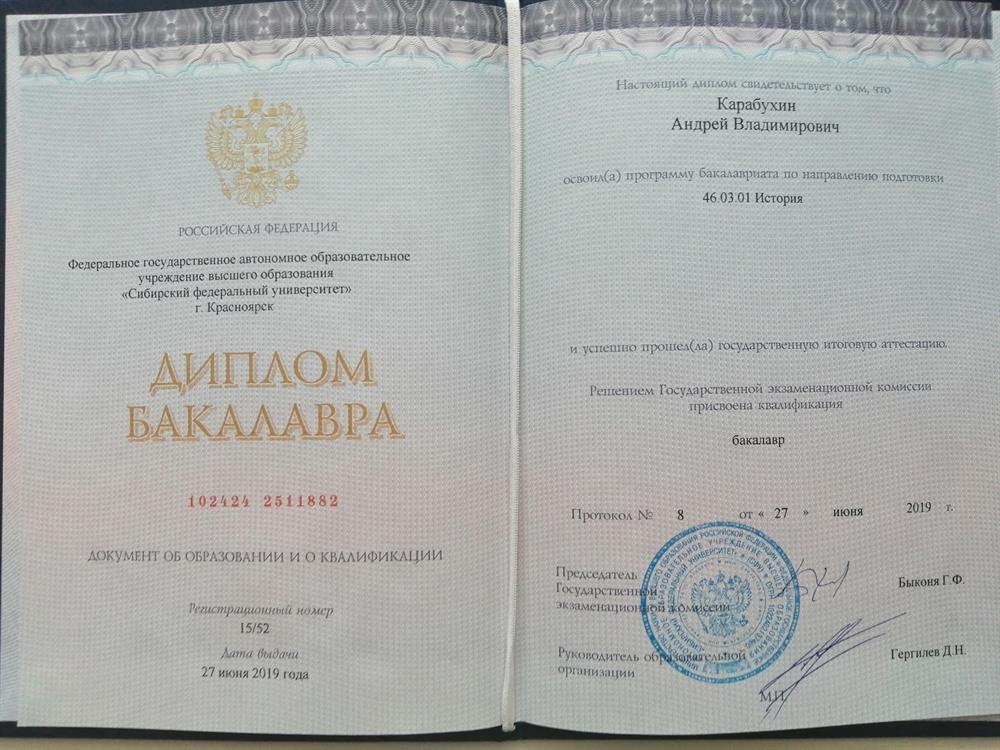 РОССИЙСКАЯ ФЕДЕРАЦИЯ
Федеральное государственное автономное образовательное
учреждение высшего образования
«Сибирский федеральный университет»
г. Красноярск
ДИПЛОМ
БАКАЛАВРА
102424 2511882
ДОКУМЕНТ ОБ ОБРАЗОВАНИИ И О КВАЛИФИКАЦИИ
Регистрационный номер
15/52
Дата выдачи
27 июня 2019 года
Настоящий диплом свидетельствует о том, что
Карабухин
Андрей Владимирович
освоил(а) программу бакалавриата по направлению подготовки
46.03.01 История
и успешно прошел(ла) государственную итоговую аттестацию.
Решением Государственной экзаменационной комиссии
присвоена квалификация
бакалавр
Протокол № 8 от « 27 » июня 2019 г.
Председатель
Государственной
экзаменационной комиссии
Быконя Г.Ф.
Руководитель образовательной
организации
Гергилев Д.Н.
М.П.